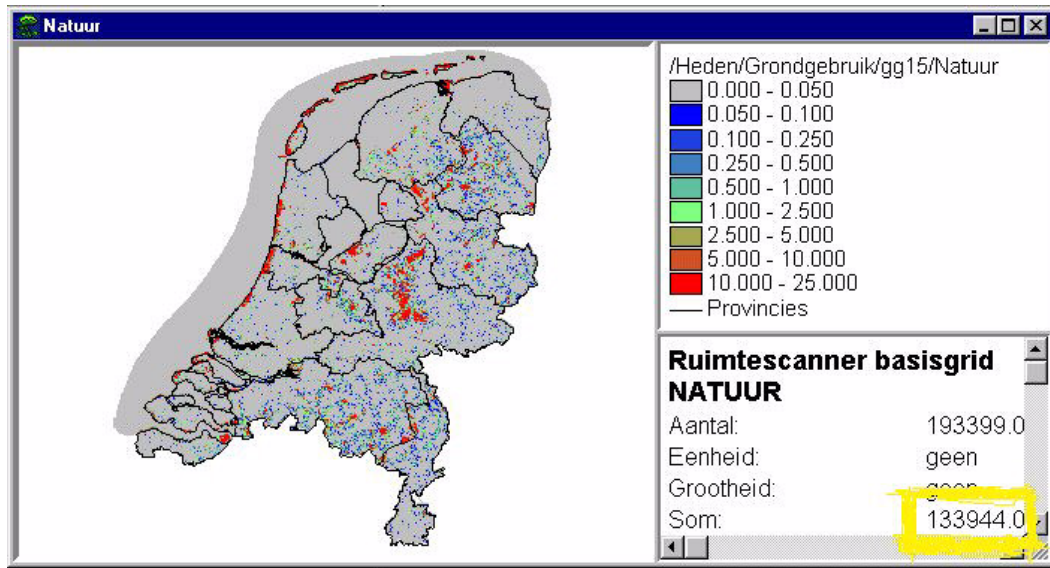 Natuur
/Heden/Grondgebruik/gg15/Natuur
0.000 - 0.050
0.050 - 0.100
0.100 - 0.250
0.250 - 0.500
0.500 - 1.000
1.000 - 2.500
2.500 - 5.000
5.000 - 10.000
10.000 - 25.000
Provincies
Ruimtescanner basisgrid
NATUUR
Aantal: 193399.0
Eenheid: geen
Grootheid: geen
Som: 133944.0